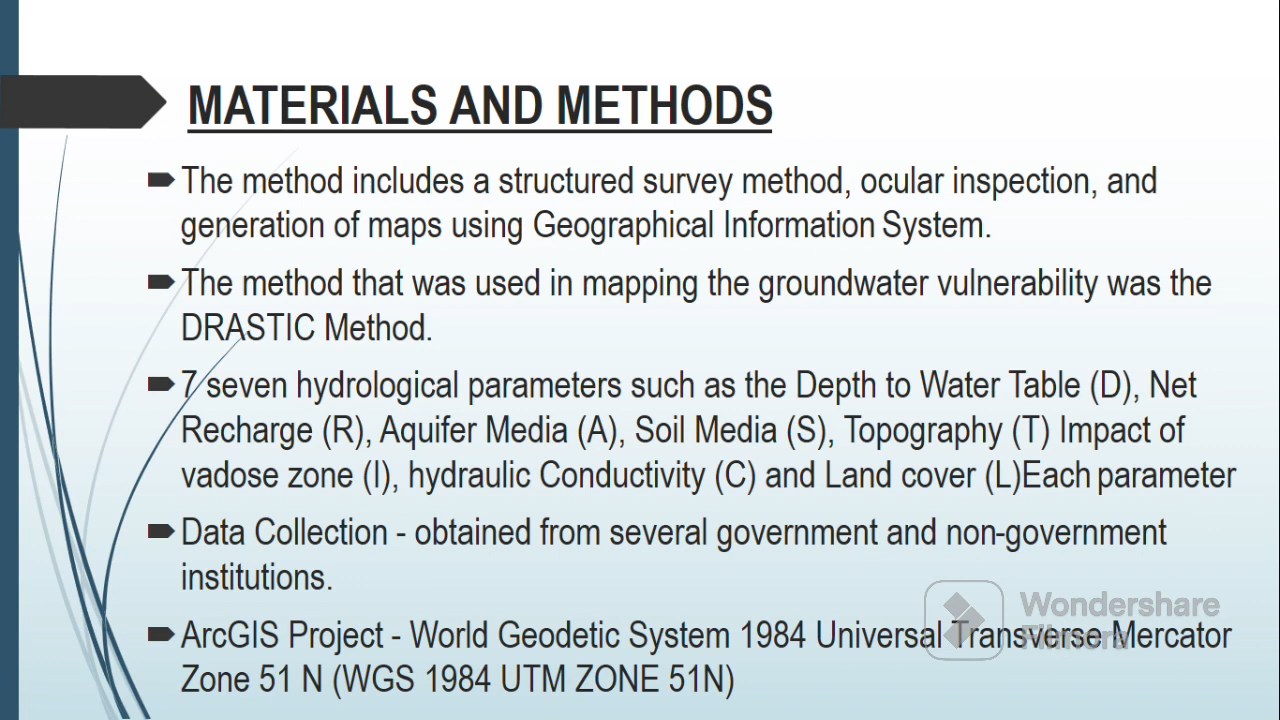 MATERIALS AND METHODS
The method includes a structured survey method, ocular inspection, and
generation of maps using Geographical Information System.
The method that was used in mapping the groundwater vulnerability was the
DRASTIC Method.
7 seven hydrological parameters such as the Depth to Water Table (D), Net
Recharge (R), Aquifer Media (A), Soil Media (S), Topography (T) Impact of
vadose zone (I), hydraulic Conductivity (C) and Land cover (L)Each parameter
Data Collection - obtained from several government and non-government
institutions.
Wondershare
Filmora
ArcGIS Project - World Geodetic System 1984 Universal Transverse Mercator
Zone 51 N (WGS 1984 UTM ZONE 51N)